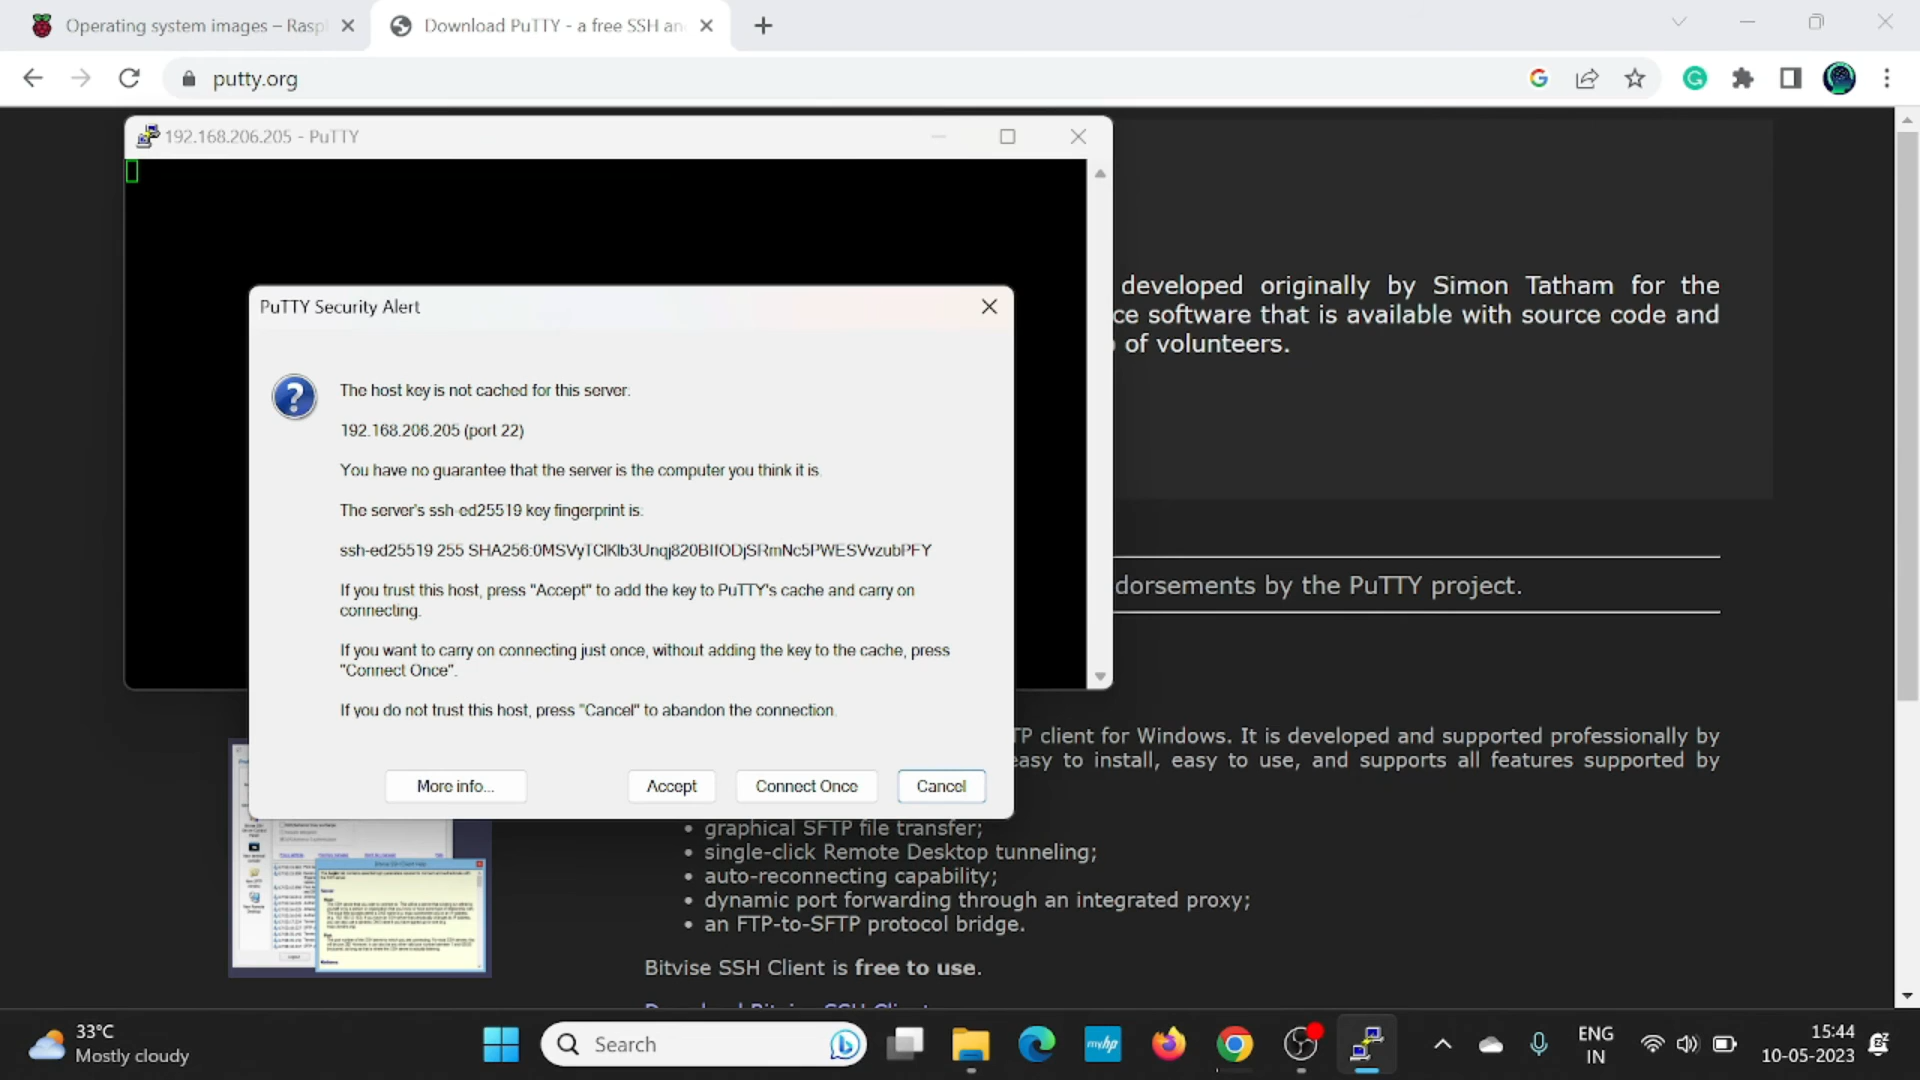 Operating system images – Rasp
Download PuTTY - a free SSH an
putty.org
192.168.206.205 - PuTTY
developed originally by Simon Tatham for the
ce software that is available with source code and
of volunteers.
PuTTY Security Alert
The host key is not cached for this server.
192.168.206.205 (port 22)
You have no guarantee that the server is the computer you think it is.
The server's ssh-ed25519 key fingerprint is:
ssh-ed25519 255 SHA256:0MSVyTCIKlb3Unqj820BIfODjSRmNc5PWESVvzubPFY
If you trust this host, press "Accept" to add the key to PuTTY's cache and carry on
connecting.
If you want to carry on connecting just once, without adding the key to the cache, press
"Connect Once".
If you do not trust this host, press "Cancel" to abandon the connection.
More info...
Accept
Connect Once
Cancel
dorsements by the PuTTY project.
TP client for Windows. It is developed and supported professionally by
easy to install, easy to use, and supports all features supported by
• graphical SFTP file transfer;
• single-click Remote Desktop tunneling;
• auto-reconnecting capability;
• dynamic port forwarding through an integrated proxy;
• an FTP-to-SFTP protocol bridge.
Bitvise SSH Client is free to use.
33°C
Mostly cloudy
Search
myhp
ENG
IN
15:44
10-05-2023